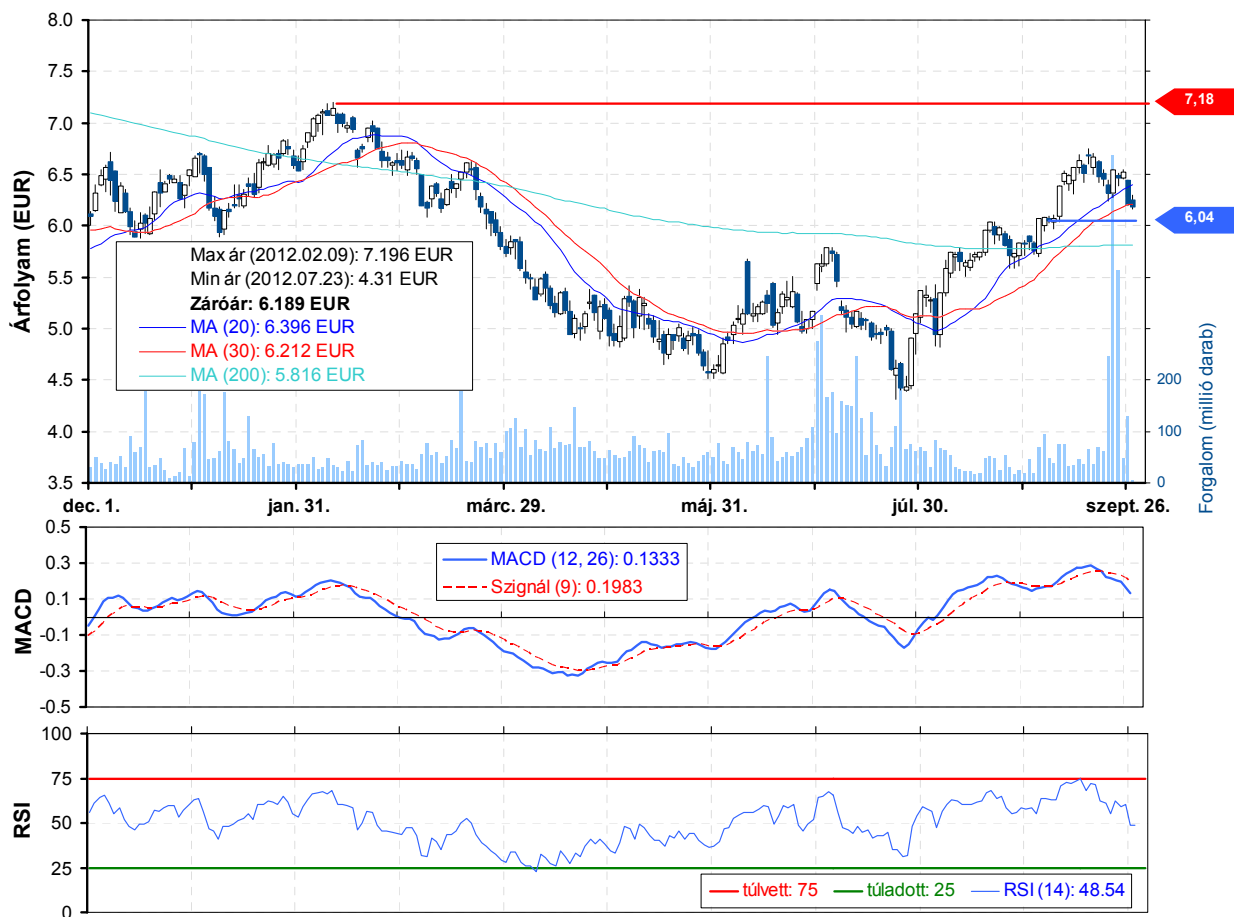 8.0
7.5
7.0
6.5
6.0
5.5
5.0
4.5
4.0
3.5
Árfolyam (EUR)
7,18
6,04
Max ár (2012.02.09): 7.196 EUR
Min ár (2012.07.23): 4.31 EUR
Záróár: 6.189 EUR
MA (20): 6.396 EUR
MA (30): 6.212 EUR
MA (200): 5.816 EUR
200
100
0
Forgalom (millió darab)
dec. 1. jan. 31. márc. 29. máj. 31. júl. 30. szept. 26.
0.5
0.3
0.1
-0.1
-0.3
-0.5
MACD
MACD (12, 26): 0.1333
Szignál (9): 0.1983
100
75
50
25
0
RSI
túlvett: 75 túladott: 25 RSI (14): 48.54